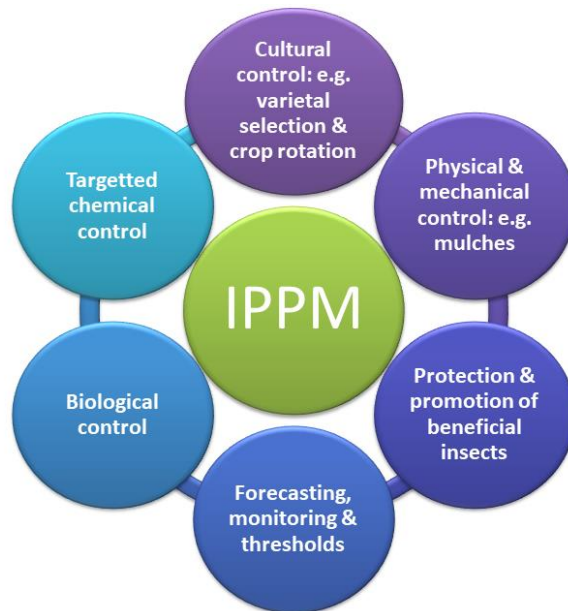 Cultural
control: e.g.
varietal
selection &
crop rotation
Physical &
mechanical
control: e.g.
mulches
Protection &
promotion of
beneficial
insects
Forecasting,
monitoring &
thresholds
Biological
control
Targetted
chemical
control
IPPM